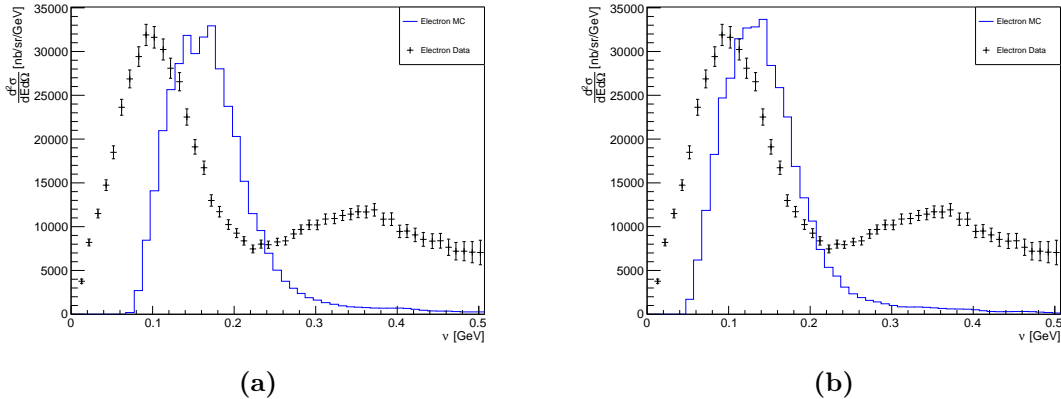 35000
30000
25000
20000
15000
10000
5000
0
d²σ/dEdΩ [nb/sr/GeV]
Electron MC
Electron Data
0 0.1 0.2 0.3 0.4 0.5
ν [GeV]
(a)
35000
30000
25000
20000
15000
10000
5000
0
d²σ/dEdΩ [nb/sr/GeV]
Electron MC
Electron Data
0 0.1 0.2 0.3 0.4 0.5
ν [GeV]
(b)